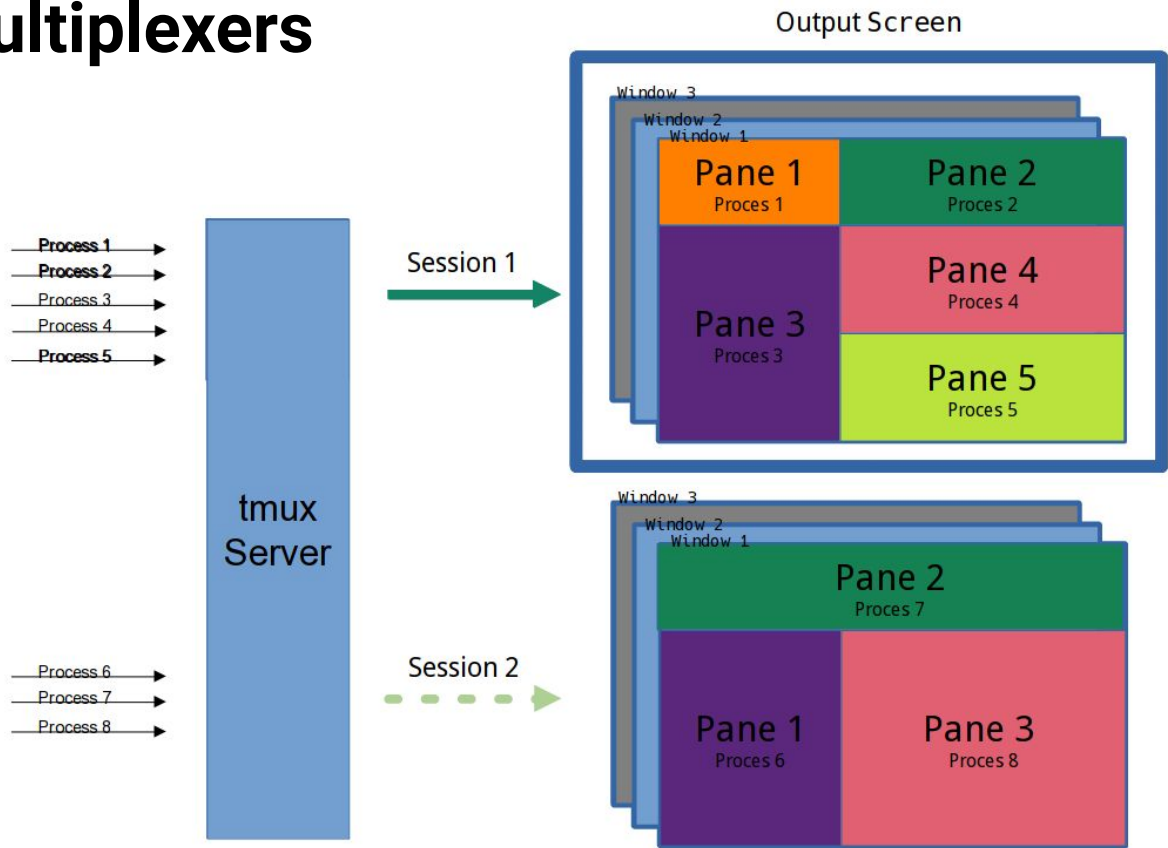 ultiplexers
Output Screen
Window 3
Window 2
Window 1
Pane 1
Proces 1
Pane 2
Proces 2
Pane 3
Proces 3
Pane 4
Proces 4
Pane 5
Proces 5
Process 1
Process 2
Process 3
Process 4
Process 5
Session 1
tmux
Server
Process 6
Process 7
Process 8
Session 2
Window 3
Window 2
Window 1
Pane 2
Proces 7
Pane 1
Proces 6
Pane 3
Proces 8